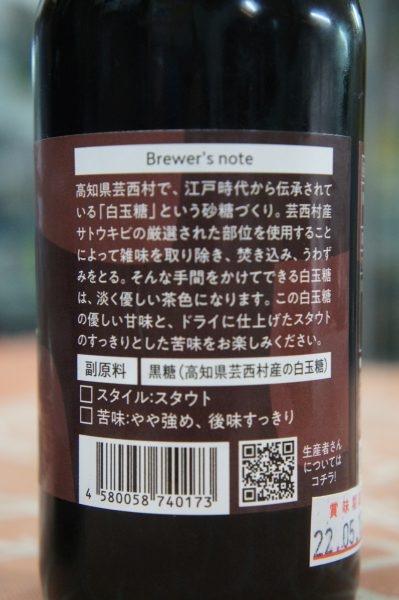 Brewer's note
高知県芸西村で、江戸時代から伝承されて
いる「白玉糖」という砂糖づくり。芸西村産
サトウキビの厳選された部位を使用すること
によって雑味を取り除き、焚き込み、うわず
みをとる。そんな手間をかけてできる白玉糖
は、淡く優しい茶色になります。この白玉糖
の優しい甘味と、ドライに仕上げたスタウト
のすっきりとした苦味をお楽しみください。
副原料 黒糖(高知県芸西村産の白玉糖)
スタイル:スタウト
苦味:やや強め、後味すっきり
生産者さん
については
コチラ!
4 580058 740173
賞味
22.05.